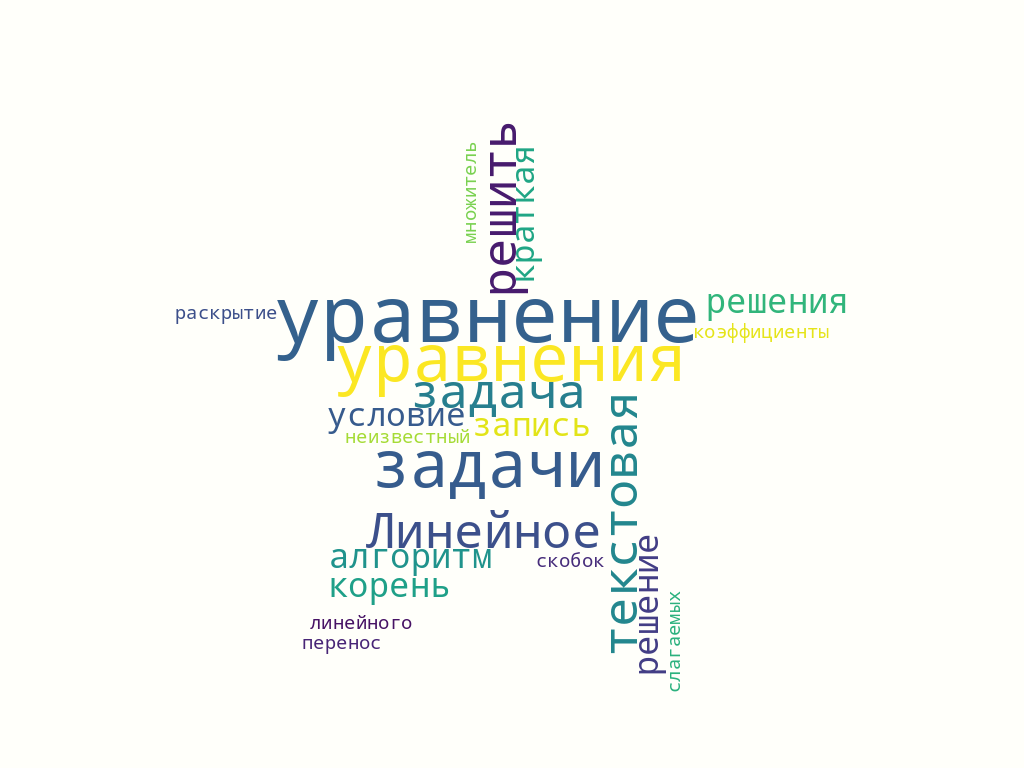 множитель
решить
краткая
уравнение
раскрытие
решения
коэффициенты
уравнения
задача
условие
запись
неизвестный
задачи
текстовая
Линейное
алгоритм
скобок
корень
решение
слагаемых
линейного
перенос